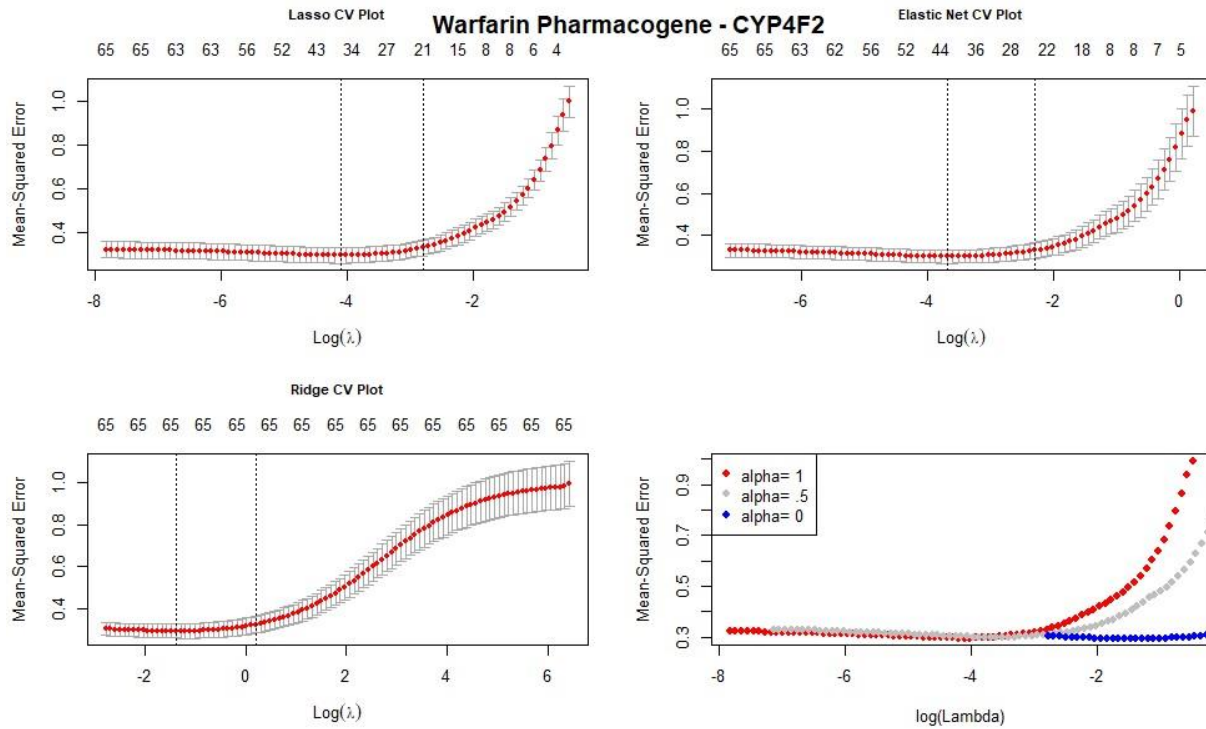 Warfarin Pharmacogene - CYP4F2
Lasso CV Plot
65 65 63 63 56 52 43 34 27 21 15 8 8 6 4
Mean-Squared Error
1.0
0.8
0.6
0.4
-8 -6 -4 -2
Log(λ)
Elastic Net CV Plot
65 65 63 62 56 52 44 36 28 22 18 8 8 7 5
Mean-Squared Error
1.0
0.8
0.6
0.4
-6 -4 -2 0
Log(λ)
Ridge CV Plot
65 65 65 65 65 65 65 65 65 65 65 65 65 65 65
Mean-Squared Error
1.0
0.8
0.6
0.4
-2 0 2 4 6
Log(λ)
alpha= 1
alpha= .5
alpha= 0
Mean-Squared Error
0.9
0.7
0.5
0.3
-8 -6 -4 -2
log(Lambda)